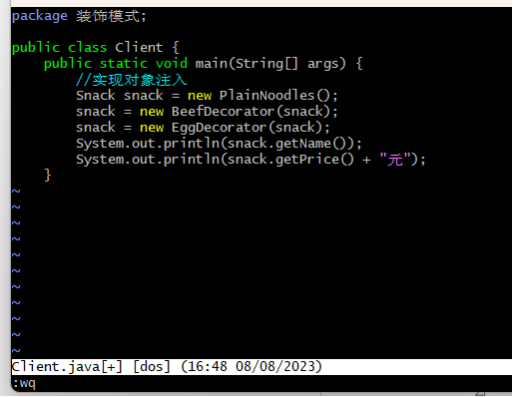 package 装饰模式;

public class Client {
    public static void main(String[] args) {
        //实现对象注入
        Snack snack = new PlainNoodles();
        snack = new BeefDecorator(snack);
        snack = new EggDecorator(snack);
        System.out.println(snack.getName());
        System.out.println(snack.getPrice() + "元");
    }
~
~
~
~
~
~
~
~
~
~
~
Client.java[+] [dos] (16:48 08/08/2023)
:wq